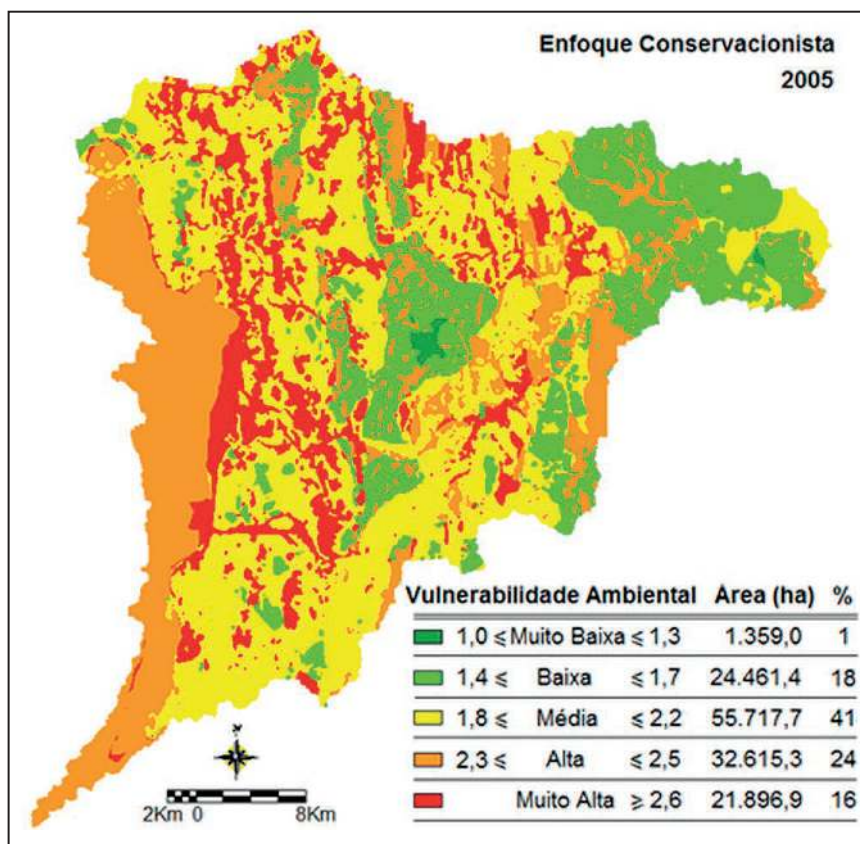 Enfoque Conservacionista
2005
Vulnerabilidade Ambiental Área (ha) %
1,0 ⩽ Muito Baixa ⩽ 1,3 1.359,0 1
1,4 ⩽ Baixa ⩽ 1,7 24.461,4 18
1,8 ⩽ Média ⩽ 2,2 55.717,7 41
2,3 ⩽ Alta ⩽ 2,5 32.615,3 24
Muito Alta ⩾ 2,6 21.896,9 16
2Km 0 8Km